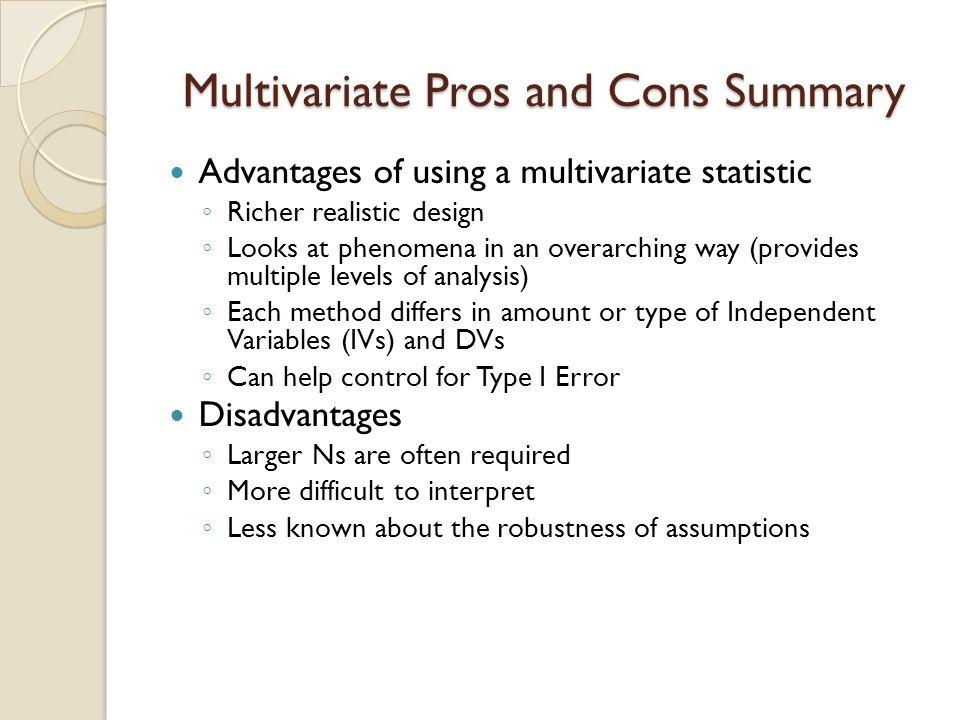 Multivariate Pros and Cons Summary
• Advantages of using a multivariate statistic
◦ Richer realistic design
◦ Looks at phenomena in an overarching way (provides
multiple levels of analysis)
◦ Each method differs in amount or type of Independent
Variables (IVs) and DVs
◦ Can help control for Type I Error
• Disadvantages
◦ Larger Ns are often required
◦ More difficult to interpret
◦ Less known about the robustness of assumptions